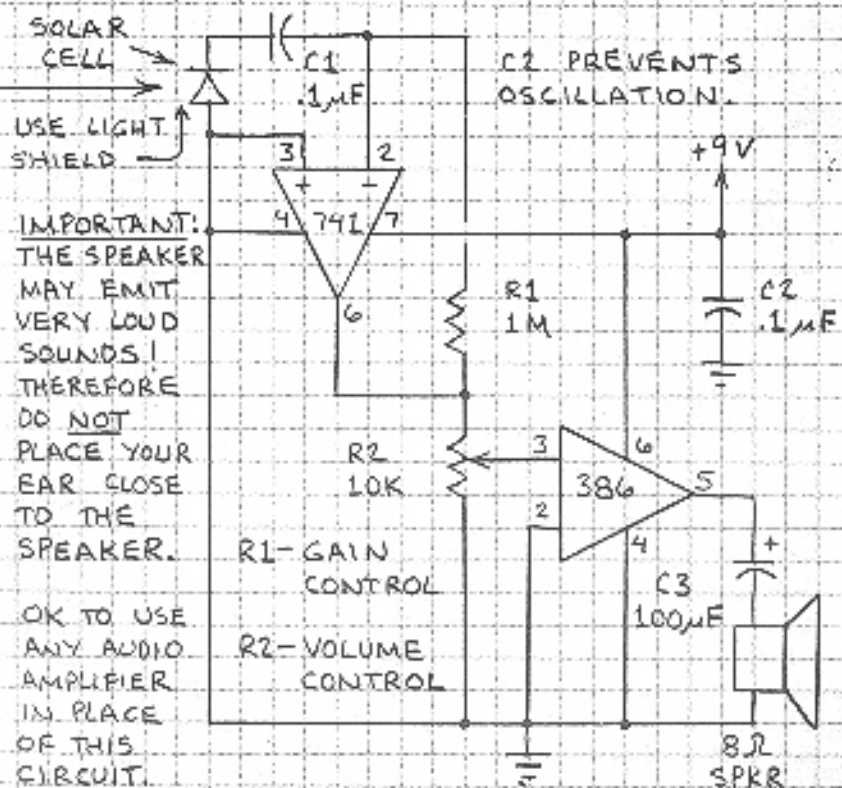 SOLAR
CELL
C1
.1μF
C2 PREVENTS
OSCILLATION.
USE LIGHT
SHIELD
3
2
+
−
4
741
7
6
+9V
IMPORTANT:
THE SPEAKER
MAY EMIT
VERY LOUD
SOUNDS!
THEREFORE
DO NOT
PLACE YOUR
EAR CLOSE
TO THE
SPEAKER.
R1
1M
C2
.1μF
R2
10K
3
6
386
5
2
4
R1-GAIN
CONTROL
C3
100μF
+
OK TO USE
ANY AUDIO
AMPLIFIER
IN PLACE
OF THIS
CIRCUIT.
R2-VOLUME
CONTROL
8Ω
SPKR